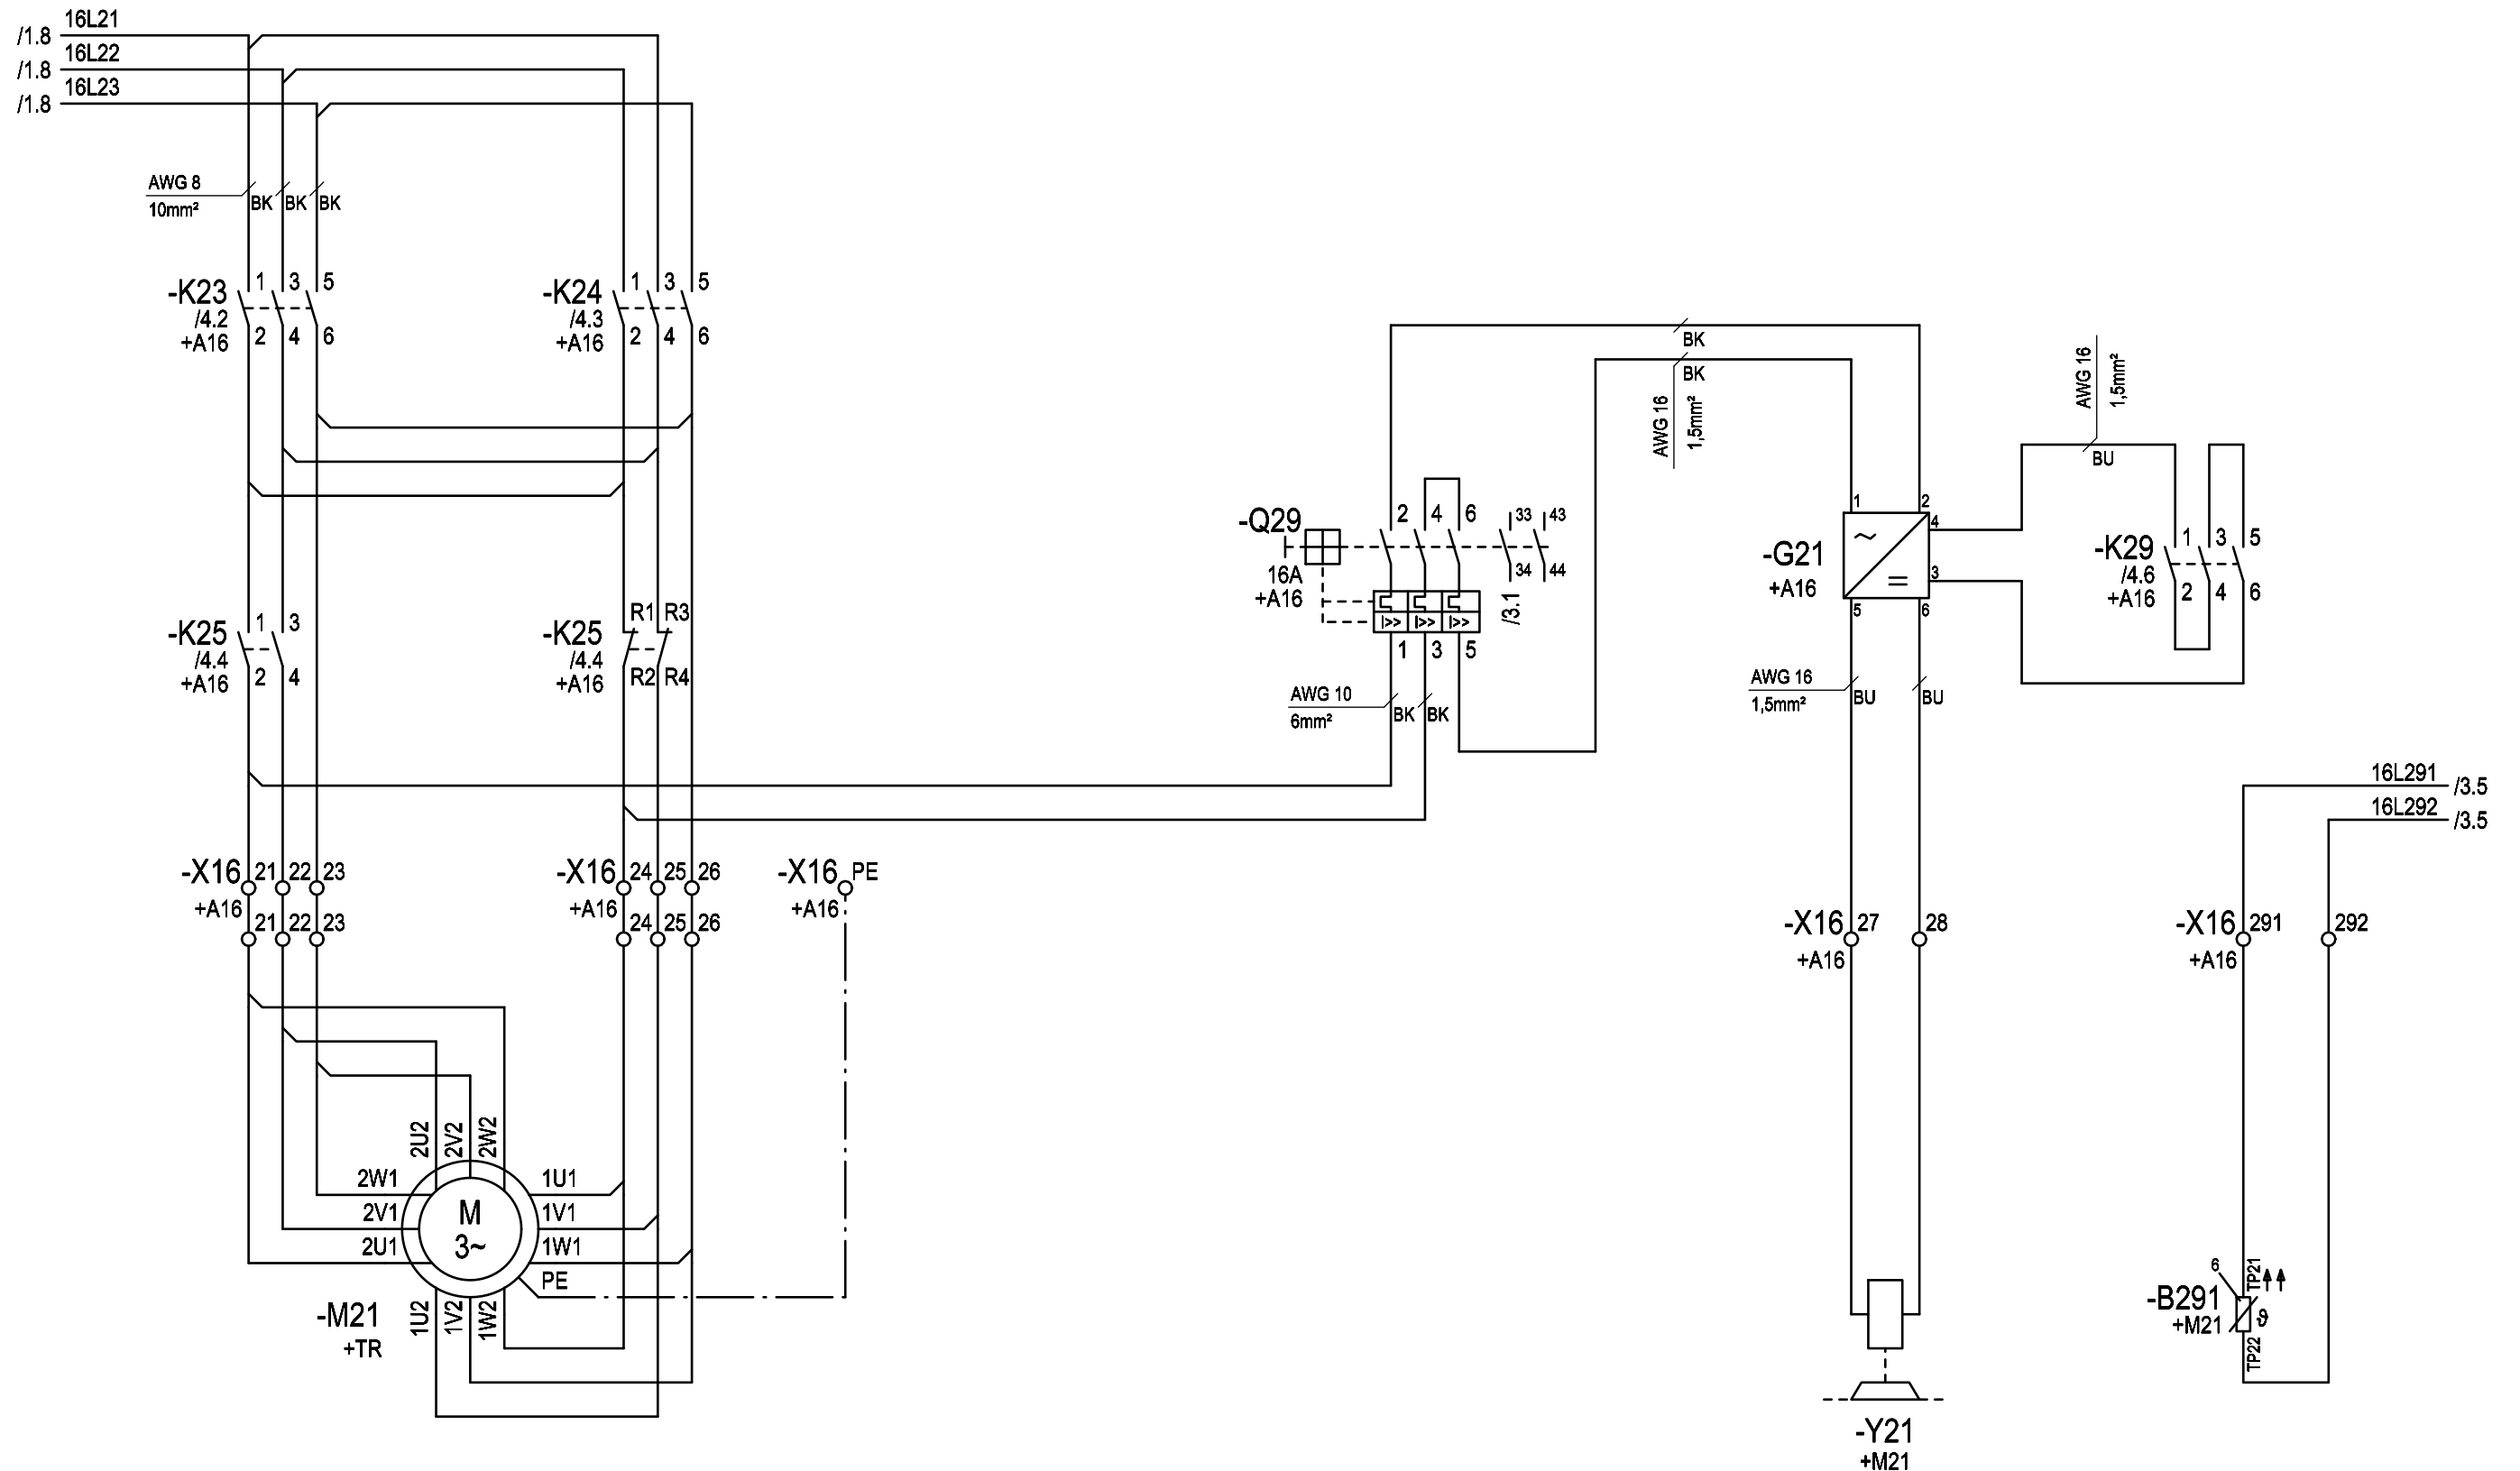 16L21
/1.8
16L22
/1.8
16L23
/1.8
AWG 8
10mm²
BK BK BK
-K23
/4.2
+A16
1 3 5
2 4 6
-K24
/4.3
+A16
1 3 5
2 4 6
BK
BK
AWG 16
1,5mm²
AWG 16
1,5mm²
BU
-Q29
16A
+A16
2 4 6
33 43
34 44
I>> I>> I>>
/3.1
1 3 5
AWG 10
6mm²
BK BK
-G21
+A16
1 2
4
3
5 6
~
=
-K29
/4.6
+A16
1 3 5
2 4 6
-K25
/4.4
+A16
1 3
2 4
-K25
/4.4
+A16
R1 R3
R2 R4
AWG 16
1,5mm²
BU BU
16L291
/3.5
16L292
/3.5
-X16 21 22 23
+A16
21 22 23
-X16 24 25 26
+A16
24 25 26
-X16 PE
+A16
-X16 27 28
+A16
-X16 291 292
+A16
2U2 2V2 2W2
2W1
2V1
2U1
M
3~
1U1
1V1
1W1
PE
1U2 1V2 1W2
-M21
+TR
6
TP21
-B291
+M21
ϑ
TP22
-Y21
+M21